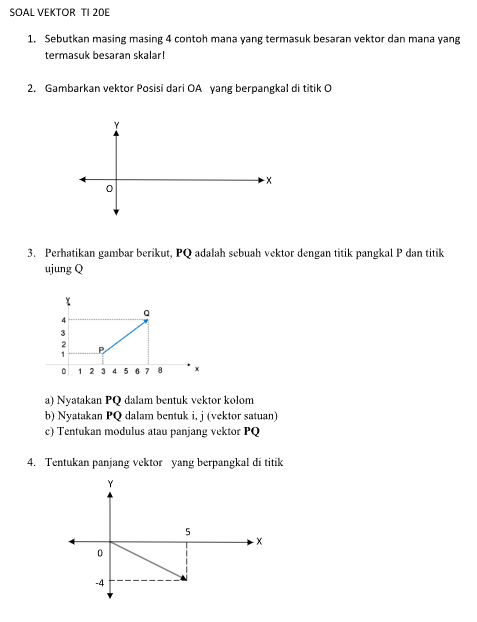 SOAL VEKTOR TI 20E
1. Sebutkan masing masing 4 contoh mana yang termasuk besaran vektor dan mana yang
termasuk besaran skalar!
2. Gambarkan vektor Posisi dari OA yang berpangkal di titik O
Y
X
O
3. Perhatikan gambar berikut, PQ adalah sebuah vektor dengan titik pangkal P dan titik
ujung Q
Y
Q
4
3
2
P
1
0 1 2 3 4 5 6 7 8 x
a) Nyatakan PQ dalam bentuk vektor kolom
b) Nyatakan PQ dalam bentuk i, j (vektor satuan)
c) Tentukan modulus atau panjang vektor PQ
4. Tentukan panjang vektor yang berpangkal di titik
Y
5
X
0
-4